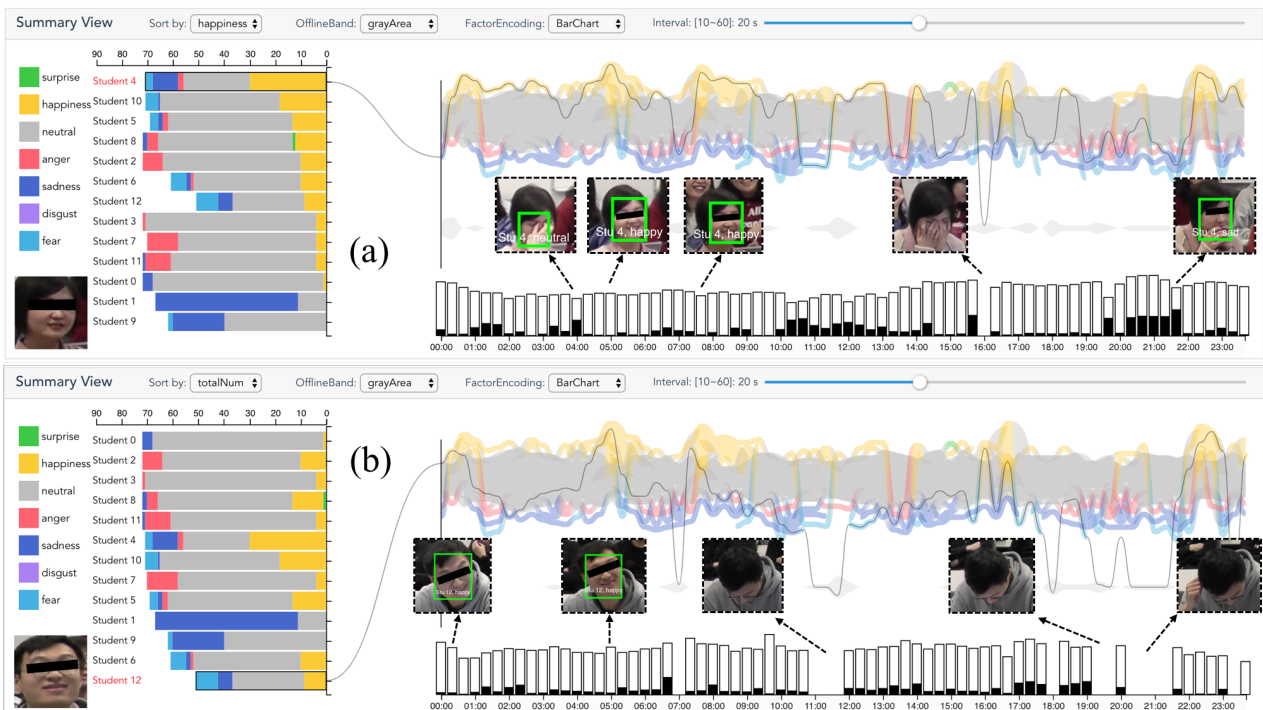 Summary View Sort by: happiness OfflineBand: grayArea FactorEncoding: BarChart Interval: [10~60]: 20 s
90 80 70 60 50 40 30 20 10 0
surprise
happiness
neutral
anger
sadness
disgust
fear
Student 4
Student 10
Student 5
Student 8
Student 2
Student 6
Student 12
Student 3
Student 7
Student 11
Student 0
Student 1
Student 9
(a)
Stu 4, neutral
Stu 4, happy
Stu 4, happy
Stu 4, sad
00:00 01:00 02:00 03:00 04:00 05:00 06:00 07:00 08:00 09:00 10:00 11:00 12:00 13:00 14:00 15:00 16:00 17:00 18:00 19:00 20:00 21:00 22:00 23:00
Summary View Sort by: totalNum OfflineBand: grayArea FactorEncoding: BarChart Interval: [10~60]: 20 s
90 80 70 60 50 40 30 20 10 0
surprise
happiness
neutral
anger
sadness
disgust
fear
Student 0
Student 2
Student 3
Student 8
Student 11
Student 4
Student 10
Student 7
Student 5
Student 1
Student 9
Student 6
Student 12
(b)
Stu 12, happy
Stu 12, happy
00:00 01:00 02:00 03:00 04:00 05:00 06:00 07:00 08:00 09:00 10:00 11:00 12:00 13:00 14:00 15:00 16:00 17:00 18:00 19:00 20:00 21:00 22:00 23:00